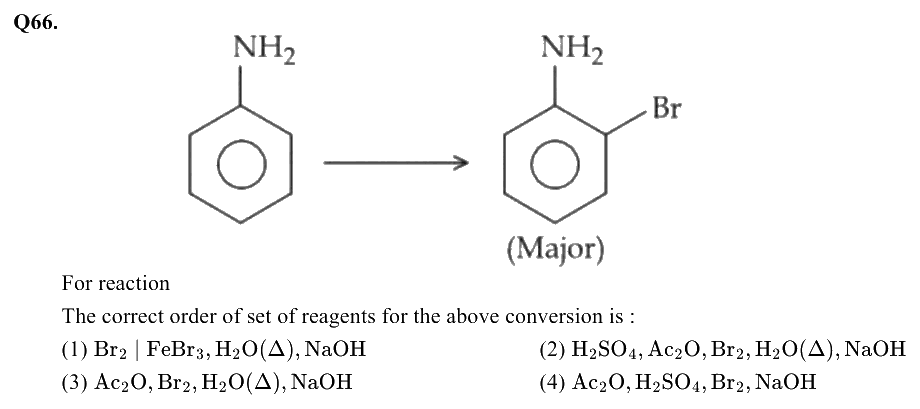 Q66.
NH₂ NH₂
Br
(Major)
For reaction
The correct order of set of reagents for the above conversion is :
(1) Br₂ | FeBr₃, H₂O(Δ), NaOH (2) H₂SO₄, Ac₂O, Br₂, H₂O(Δ), NaOH
(3) Ac₂O, Br₂, H₂O(Δ), NaOH (4) Ac₂O, H₂SO₄, Br₂, NaOH